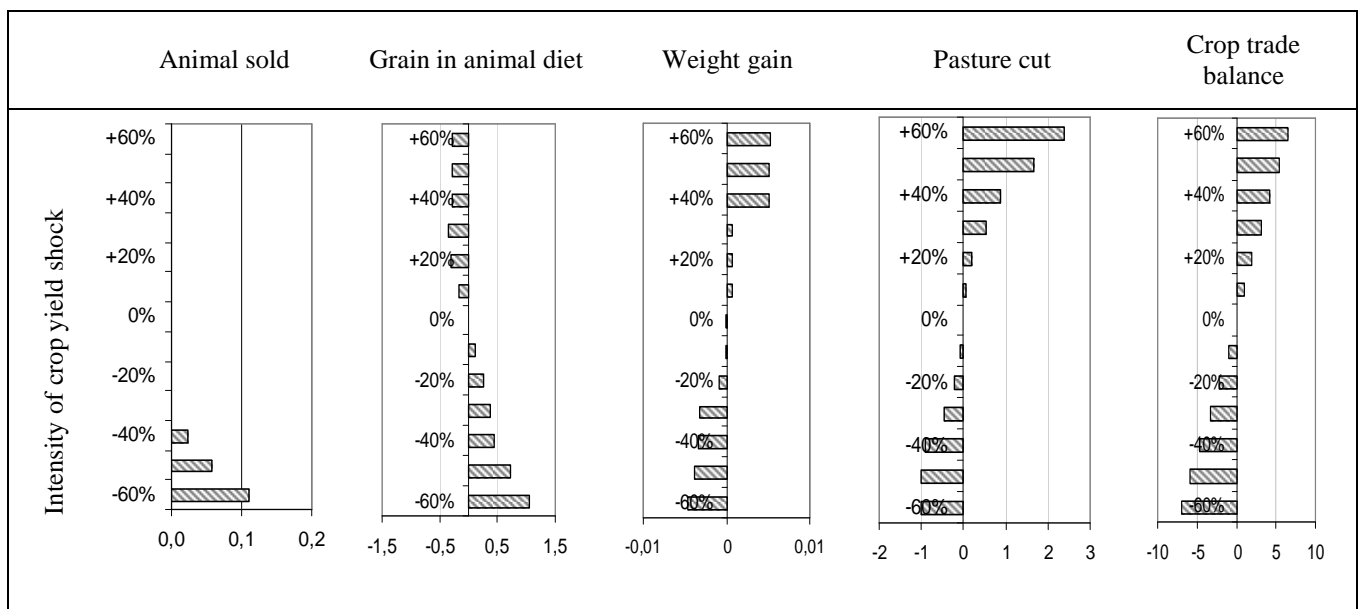 Animal sold
Grain in animal diet
Weight gain
Pasture cut
Crop trade
balance
Intensity of crop yield shock
+60%
+40%
+20%
0%
-20%
-40%
-60%
0,0 0,1 0,2
+60%
+40%
+20%
0%
-20%
-40%
-60%
-1,5 -0,5 0,5 1,5
+60%
+40%
+20%
0%
-20%
-40%
-60%
-0,01 0 0,01
+60%
+40%
+20%
0%
-20%
-40%
-60%
-2 -1 0 1 2 3
+60%
+40%
+20%
0%
-20%
-40%
-60%
-10 -5 0 5 10